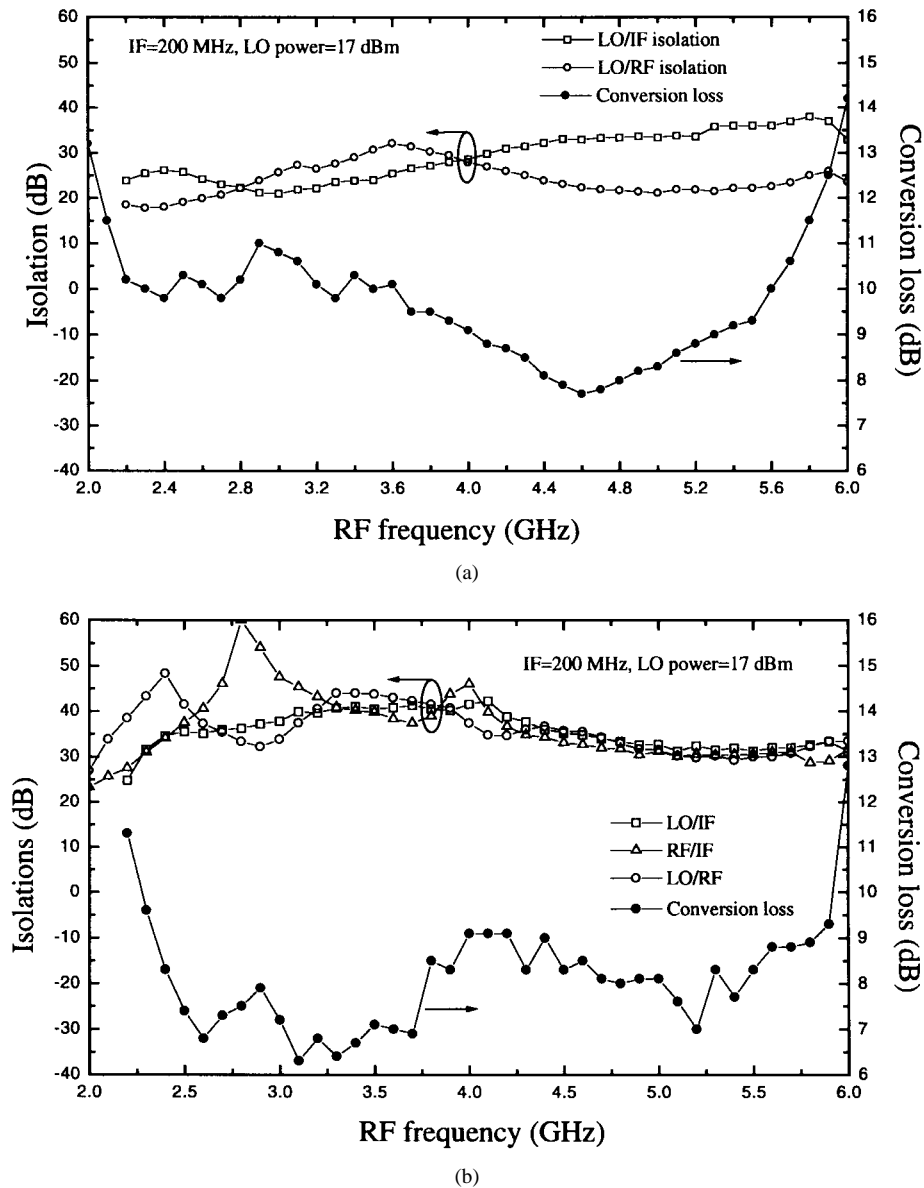 IF=200 MHz, LO power=17 dBm
LO/IF isolation
LO/RF isolation
Conversion loss
60
50
40
30
20
10
0
-10
-20
-30
-40
Isolation (dB)
16
15
14
13
12
11
10
9
8
7
6
Conversion loss (dB)
2.0 2.4 2.8 3.2 3.6 4.0 4.4 4.8 5.2 5.6 6.0
RF frequency (GHz)
(a)
IF=200 MHz, LO power=17 dBm
LO/IF
RF/IF
LO/RF
Conversion loss
60
50
40
30
20
10
0
-10
-20
-30
-40
Isolations (dB)
16
15
14
13
12
11
10
9
8
7
6
Conversion loss (dB)
2.0 2.5 3.0 3.5 4.0 4.5 5.0 5.5 6.0
RF frequency (GHz)
(b)